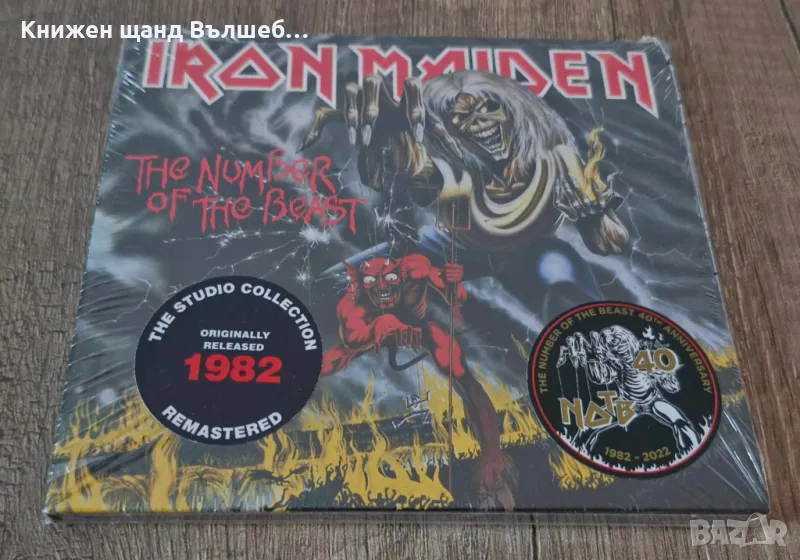 Книжен щанд Вълшеб...
IRON MAIDEN
THE NUMBER
OF THE BEAST
THE STUDIO COLLECTION
ORIGINALLY
RELEASED
1982
REMASTERED
THE NUMBER OF THE BEAST 40TH ANNIVERSARY
40
NOTB
1982 - 2022
BAZAR